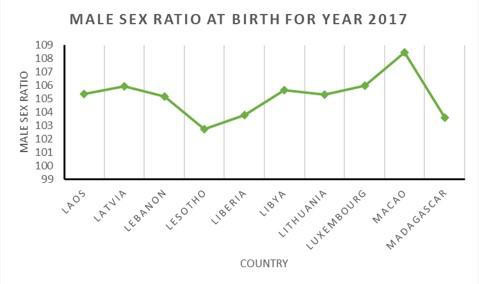 MALE SEX RATIO AT BIRTH FOR YEAR 2017
MALE SEX RATIO
109
108
107
106
105
104
103
102
101
100
99
LAOS
LATVIA
LEBANON
LESOTHO
LIBERIA
LIBYA
LITHUANIA
LUXEMBOURG
MACAO
MADAGASCAR
COUNTRY